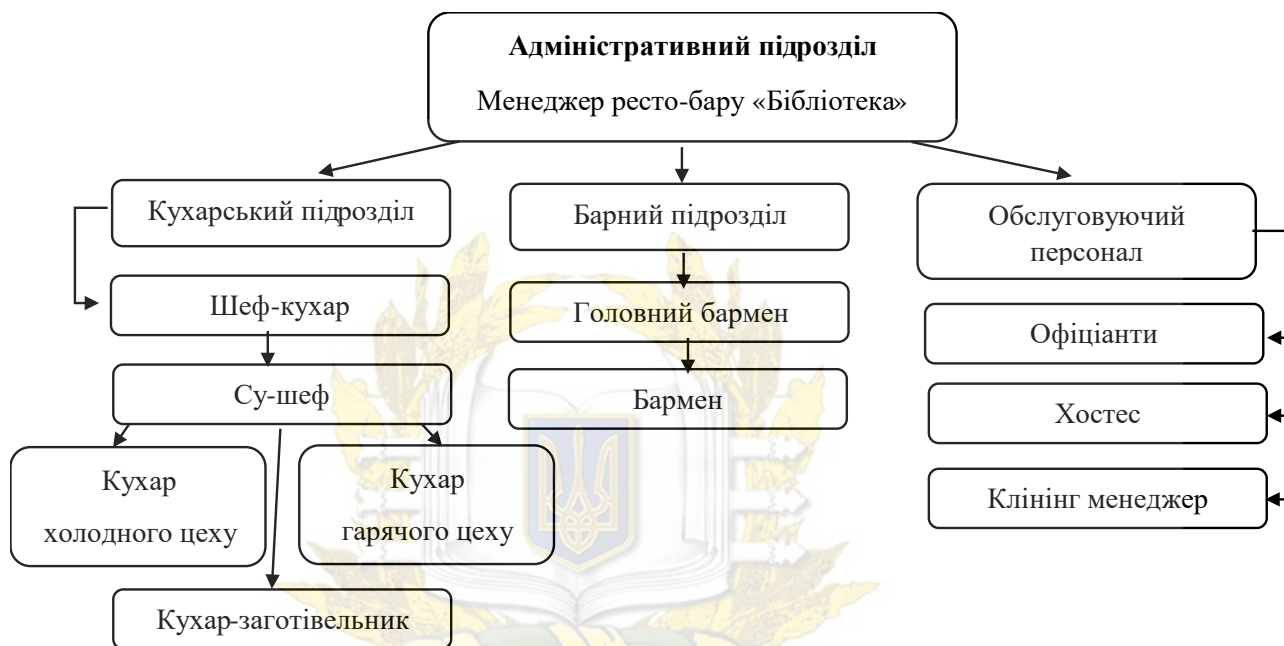 Адміністративний підрозділ
Менеджер ресто-бару «Бібліотека»
Кухарський підрозділ
Барний підрозділ
Обслуговуючий
персонал
Шеф-кухар
Головний бармен
Офіціанти
Су-шеф
Бармен
Хостес
Кухар
холодного цеху
Кухар
гарячого цеху
Клінінг менеджер
Кухар-заготівельник